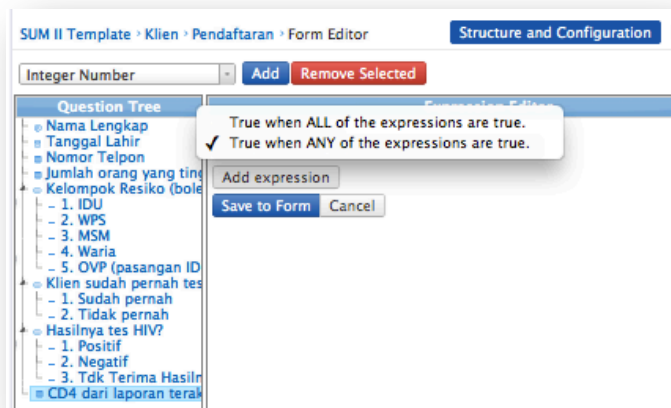 SUM II Template > Klien > Pendaftaran > Form Editor
Structure and Configuration
Integer Number
Add
Remove Selected
Question Tree
Nama Lengkap
Tanggal Lahir
Nomor Telpon
Jumlah orang yang ting
Kelompok Resiko (bole
1. IDU
2. WPS
3. MSM
4. Waria
5. OVP (pasangan ID
Klien sudah pernah tes
1. Sudah pernah
2. Tidak pernah
Hasilnya tes HIV?
1. Positif
2. Negatif
3. Tdk Terima Hasiln
CD4 dari laporan terak
Expression Editor
True when ALL of the expressions are true.
✓ True when ANY of the expressions are true.
Add expression
Save to Form
Cancel